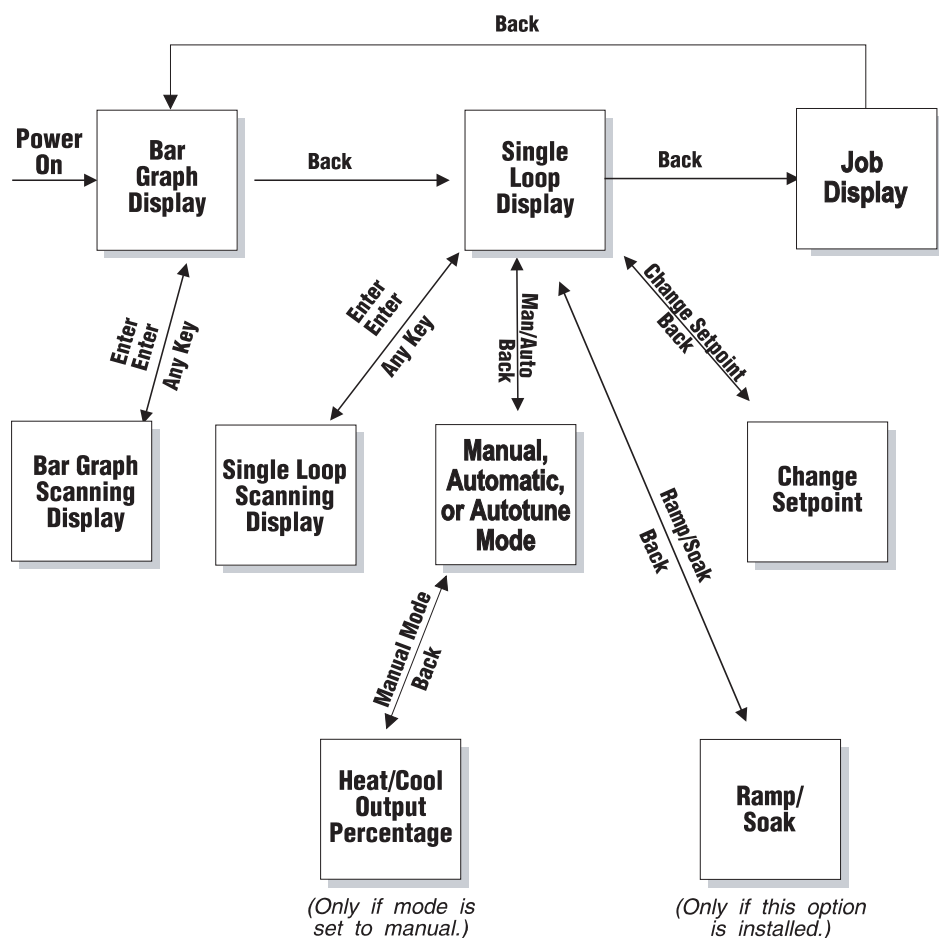 Back
Power
On
Bar
Graph
Display
Back
Single
Loop
Display
Back
Job
Display
Enter
Enter
Any Key
Enter
Enter
Any Key
Man/Auto
Back
Change Setpoint
Back
Ramp/Soak
Back
Bar Graph
Scanning
Display
Single Loop
Scanning
Display
Manual,
Automatic,
or Autotune
Mode
Change
Setpoint
Manual Mode
Back
Heat/Cool
Output
Percentage
(Only if mode is
set to manual.)
Ramp/
Soak
(Only if this option
is installed.)